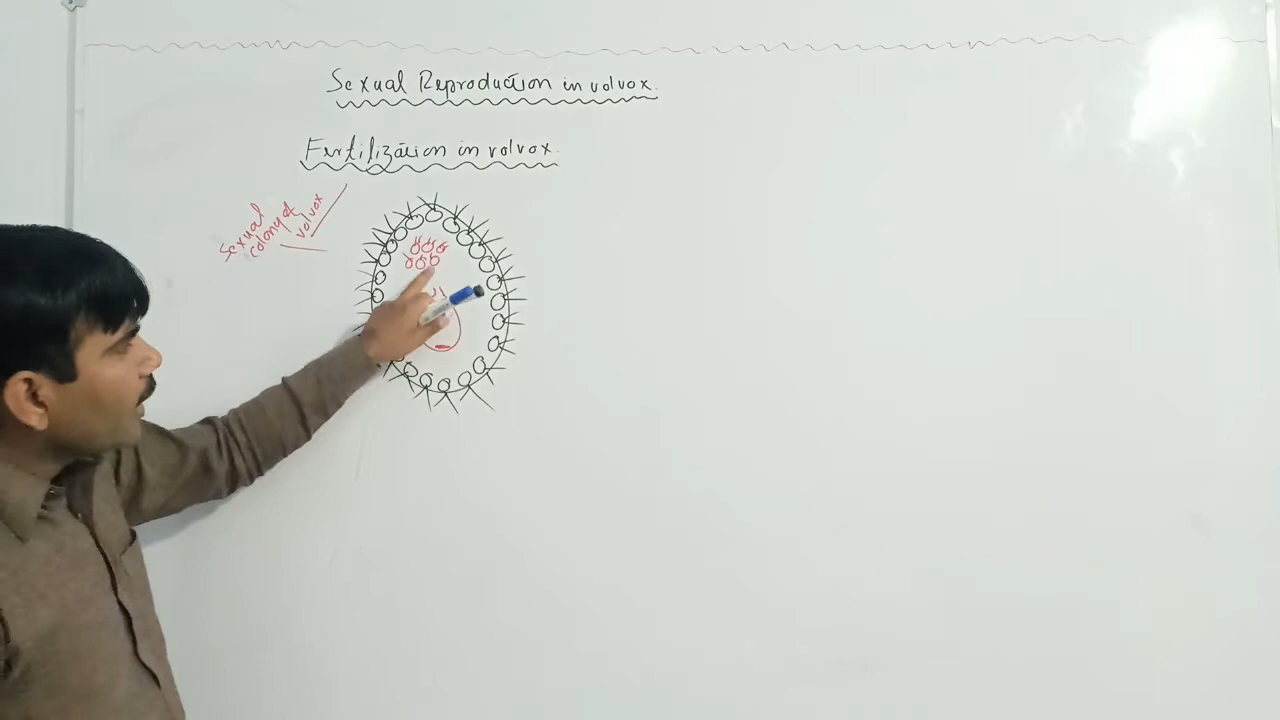 Sexual Reproduction in volvox.
Fertilization in volvox.
Sexual
colony of
volvox